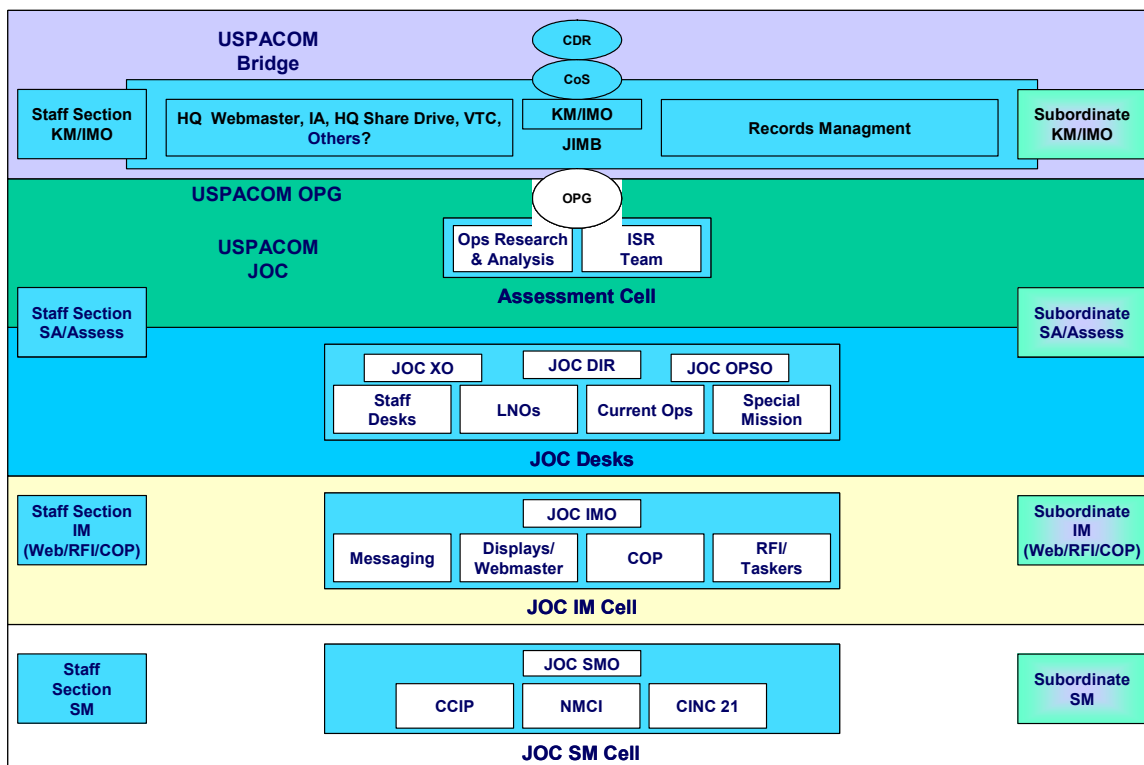 USPACOM
Bridge
CDR
CoS
Staff Section
KM/IMO
HQ  Webmaster, IA, HQ Share Drive, VTC,
Others?
KM/IMO
JIMB
Records Managment
Subordinate
KM/IMO
USPACOM OPG
OPG
USPACOM
JOC
Ops Research
& Analysis
ISR
Team
Assessment Cell
Staff Section
SA/Assess
Subordinate
SA/Assess
JOC XO
JOC DIR
JOC OPSO
Staff
Desks
LNOs
Current Ops
Special
Mission
JOC Desks
Staff Section
IM
(Web/RFI/COP)
JOC IMO
Messaging
Displays/
Webmaster
COP
RFI/
Taskers
JOC IM Cell
Subordinate
IM
(Web/RFI/COP)
Staff
Section
SM
JOC SMO
CCIP
NMCI
CINC 21
JOC SM Cell
Subordinate
SM